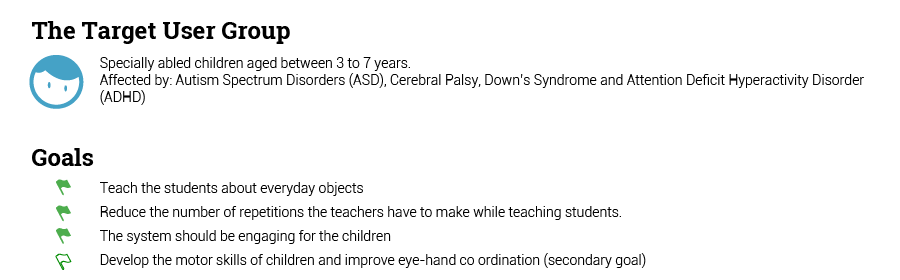 The Target User Group
Specially abled children aged between 3 to 7 years.
Affected by: Autism Spectrum Disorders (ASD), Cerebral Palsy, Down's Syndrome and Attention Deficit Hyperactivity Disorder
(ADHD)
Goals
Teach the students about everyday objects
Reduce the number of repetitions the teachers have to make while teaching students.
The system should be engaging for the children
Develop the motor skills of children and improve eye-hand co ordination (secondary goal)